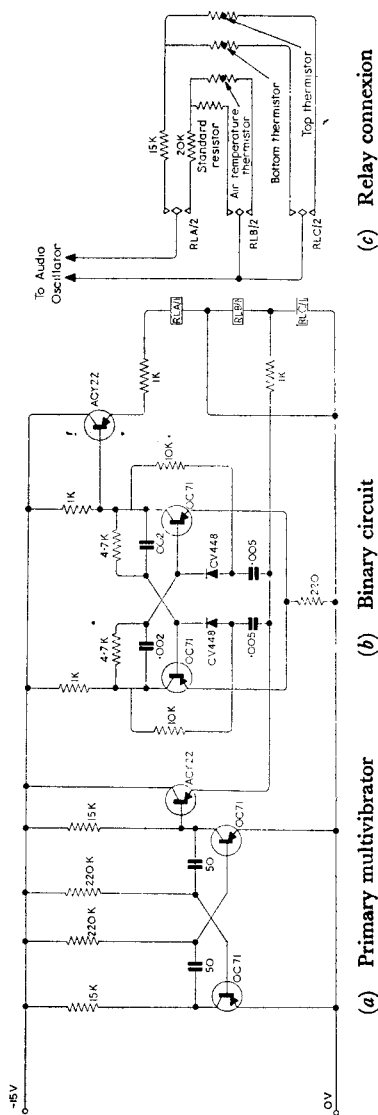 -15V
15K
220K
220K
15K
50
50
OC71
OC71
ACY22
1K
4·7K
4·7K
1K
·002
·002
OC71
OC71
10K
10K
CV448
CV448
·005
·005
220
ACY22
1K
1K
RLA/1
RLB/1
RLC/1
0V
To Audio
Oscillator
RLA/2
RLB/2
RLC/2
15K
20K
Standard
resistor
Air temperature
thermistor
Bottom thermistor
Top thermistor
(a) Primary multivibrator
(b) Binary circuit
(c) Relay connexion